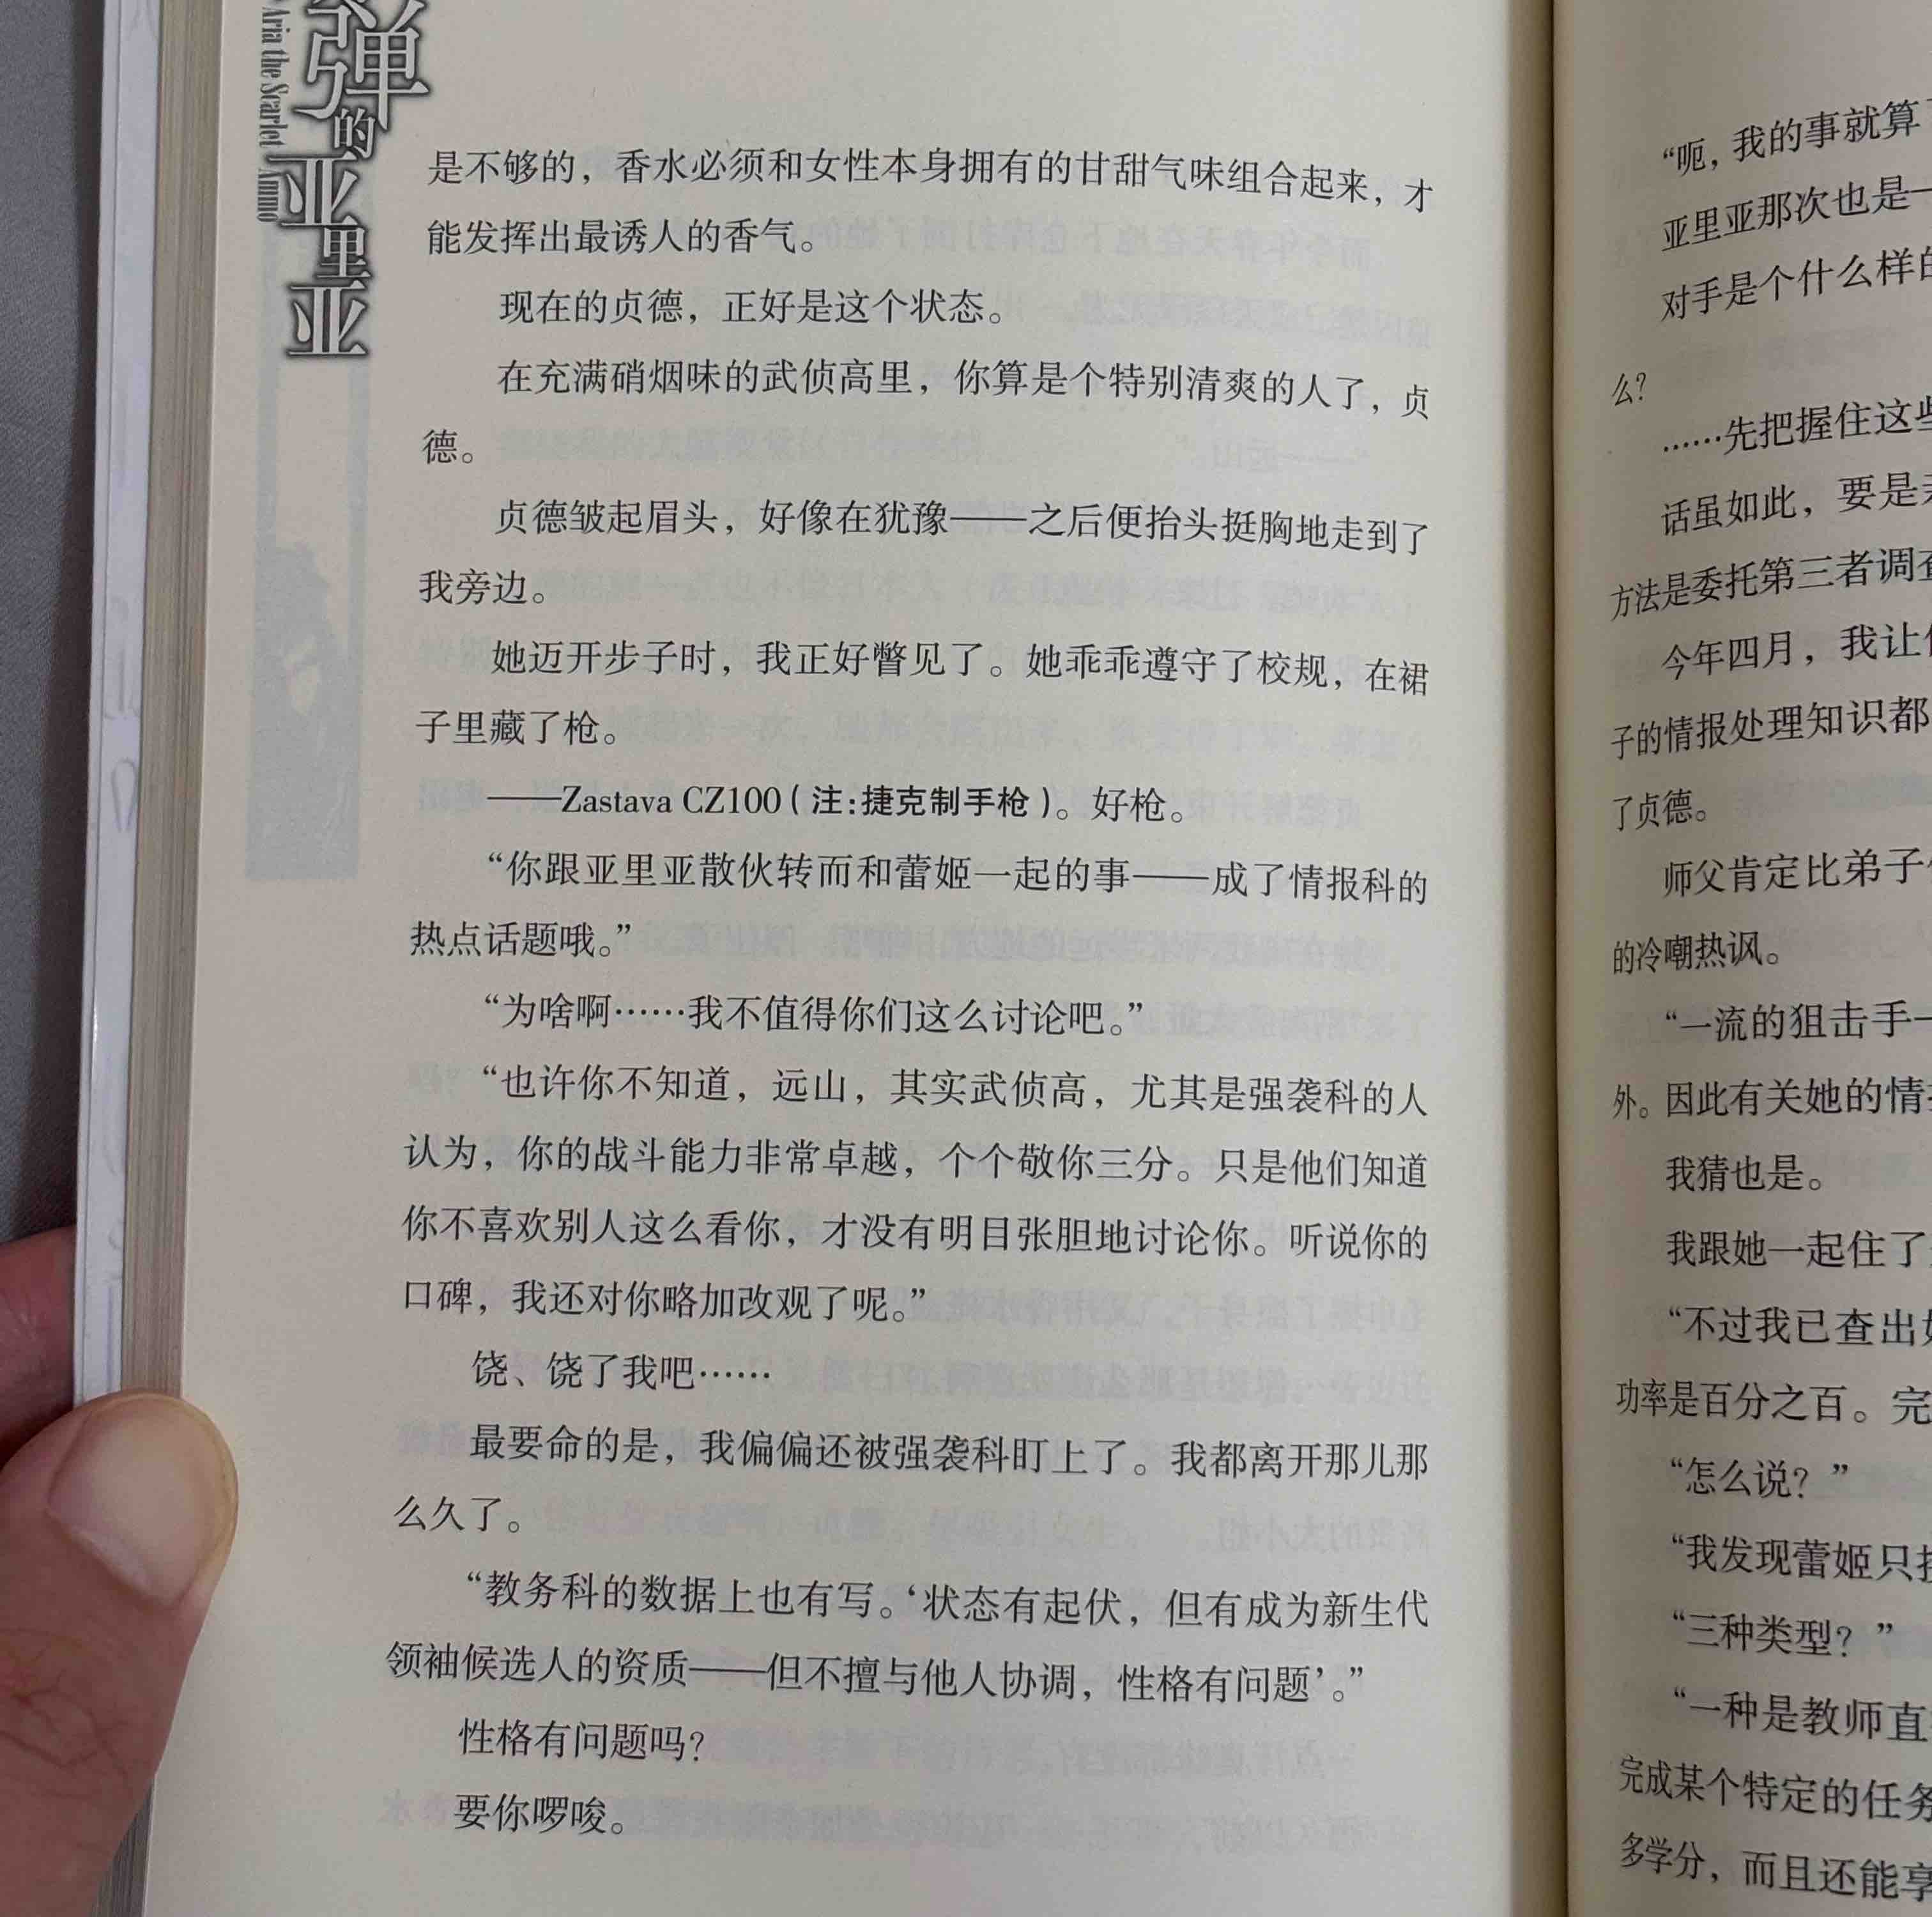 弹的亚里亚
Aria the Scarlet Ammo
是不够的，香水必须和女性本身拥有的甘甜气味组合起来，才
能发挥出最诱人的香气。
现在的贞德，正好是这个状态。
在充满硝烟味的武侦高里，你算是个特别清爽的人了，贞
德。
贞德皱起眉头，好像在犹豫——之后便抬头挺胸地走到了
我旁边。
她迈开步子时，我正好瞥见了。她乖乖遵守了校规，在裙
子里藏了枪。
——Zastava CZ100（注：捷克制手枪）。好枪。
“你跟亚里亚散伙转而和蕾姬一起的事——成了情报科的
热点话题哦。”
“为啥啊……我不值得你们这么讨论吧。”
“也许你不知道，远山，其实武侦高，尤其是强袭科的人
认为，你的战斗能力非常卓越，个个敬你三分。只是他们知道
你不喜欢别人这么看你，才没有明目张胆地讨论你。听说你的
口碑，我还对你略加改观了呢。”
饶、饶了我吧……
最要命的是，我偏偏还被强袭科盯上了。我都离开那儿那
么久了。
“教务科的数据上也有写。‘状态有起伏，但有成为新生代
领袖候选人的资质——但不擅与他人协调，性格有问题’。”
性格有问题吗？
要你啰唆。
“呃，我的事就算
亚里亚那次也是一
对手是个什么样的
么？
……先把握住这些
话虽如此，要是
方法是委托第三者调查
今年四月，我让
子的情报处理知识都
了贞德。
师父肯定比弟子
的冷嘲热讽。
“一流的狙击手
外。因此有关她的情
我猜也是。
我跟她一起住了
“不过我已查出
功率是百分之百。完
“怎么说？”
“我发现蕾姬只
“三种类型？”
“一种是教师直
完成某个特定的任务
多学分，而且还能享